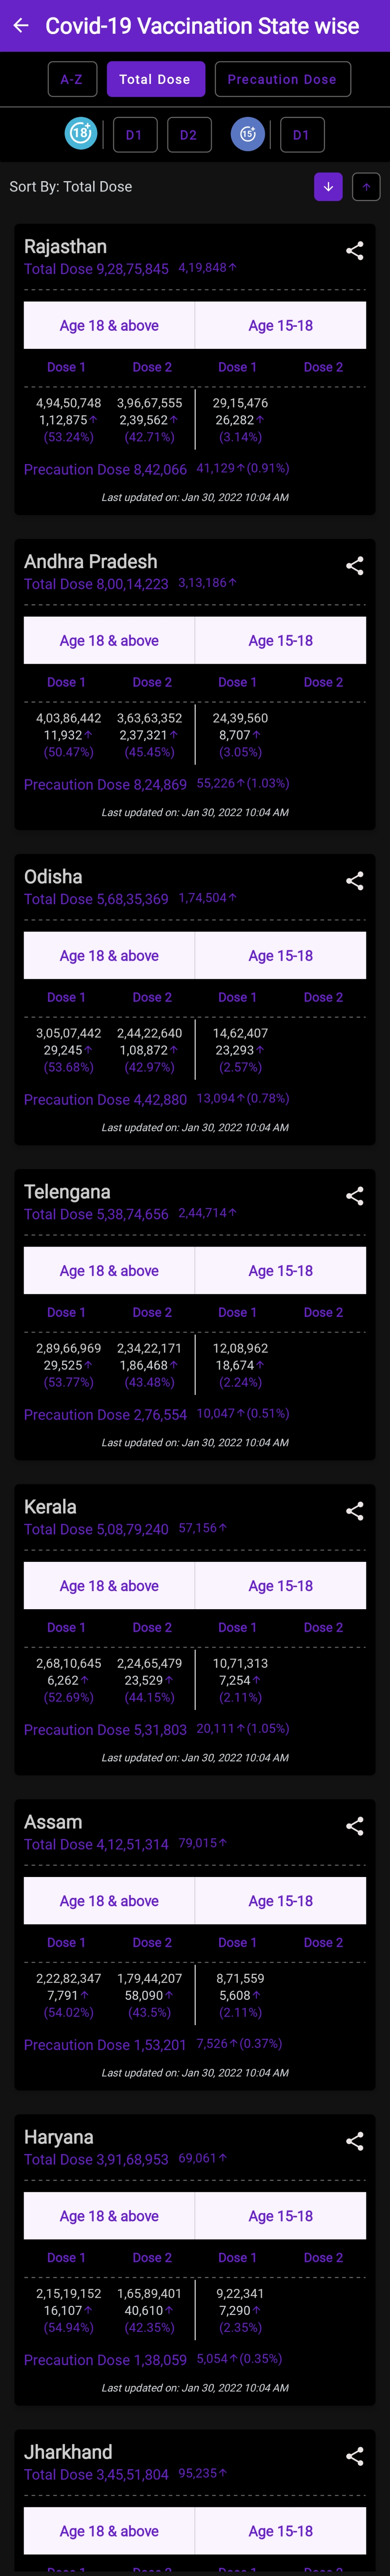 Covid-19 Vaccination State wise
A-Z Total Dose Precaution Dose
18+ D1 D2 15+ D1
Sort By: Total Dose
Rajasthan
Total Dose 9,28,75,845 4,19,848↑
Age 18 & above Age 15-18
Dose 1 Dose 2 Dose 1 Dose 2
4,94,50,748 3,96,67,555 29,15,476
1,12,875↑ 2,39,562↑ 26,282↑
(53.24%) (42.71%) (3.14%)
Precaution Dose 8,42,066 41,129↑(0.91%)
Last updated on: Jan 30, 2022 10:04 AM
Andhra Pradesh
Total Dose 8,00,14,223 3,13,186↑
Age 18 & above Age 15-18
Dose 1 Dose 2 Dose 1 Dose 2
4,03,86,442 3,63,63,352 24,39,560
11,932↑ 2,37,321↑ 8,707↑
(50.47%) (45.45%) (3.05%)
Precaution Dose 8,24,869 55,226↑(1.03%)
Last updated on: Jan 30, 2022 10:04 AM
Odisha
Total Dose 5,68,35,369 1,74,504↑
Age 18 & above Age 15-18
Dose 1 Dose 2 Dose 1 Dose 2
3,05,07,442 2,44,22,640 14,62,407
29,245↑ 1,08,872↑ 23,293↑
(53.68%) (42.97%) (2.57%)
Precaution Dose 4,42,880 13,094↑(0.78%)
Last updated on: Jan 30, 2022 10:04 AM
Telengana
Total Dose 5,38,74,656 2,44,714↑
Age 18 & above Age 15-18
Dose 1 Dose 2 Dose 1 Dose 2
2,89,66,969 2,34,22,171 12,08,962
29,525↑ 1,86,468↑ 18,674↑
(53.77%) (43.48%) (2.24%)
Precaution Dose 2,76,554 10,047↑(0.51%)
Last updated on: Jan 30, 2022 10:04 AM
Kerala
Total Dose 5,08,79,240 57,156↑
Age 18 & above Age 15-18
Dose 1 Dose 2 Dose 1 Dose 2
2,68,10,645 2,24,65,479 10,71,313
6,262↑ 23,529↑ 7,254↑
(52.69%) (44.15%) (2.11%)
Precaution Dose 5,31,803 20,111↑(1.05%)
Last updated on: Jan 30, 2022 10:04 AM
Assam
Total Dose 4,12,51,314 79,015↑
Age 18 & above Age 15-18
Dose 1 Dose 2 Dose 1 Dose 2
2,22,82,347 1,79,44,207 8,71,559
7,791↑ 58,090↑ 5,608↑
(54.02%) (43.5%) (2.11%)
Precaution Dose 1,53,201 7,526↑(0.37%)
Last updated on: Jan 30, 2022 10:04 AM
Haryana
Total Dose 3,91,68,953 69,061↑
Age 18 & above Age 15-18
Dose 1 Dose 2 Dose 1 Dose 2
2,15,19,152 1,65,89,401 9,22,341
16,107↑ 40,610↑ 7,290↑
(54.94%) (42.35%) (2.35%)
Precaution Dose 1,38,059 5,054↑(0.35%)
Last updated on: Jan 30, 2022 10:04 AM
Jharkhand
Total Dose 3,45,51,804 95,235↑
Age 18 & above Age 15-18
Dose 1 Dose 2 Dose 1 Dose 2